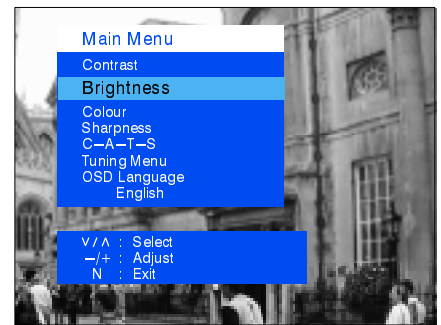 Main Menu
Contrast
Brightness
Colour
Sharpness
C–A–T–S
Tuning Menu
OSD Language
English
∨/∧ : Select
–/+ : Adjust
N : Exit